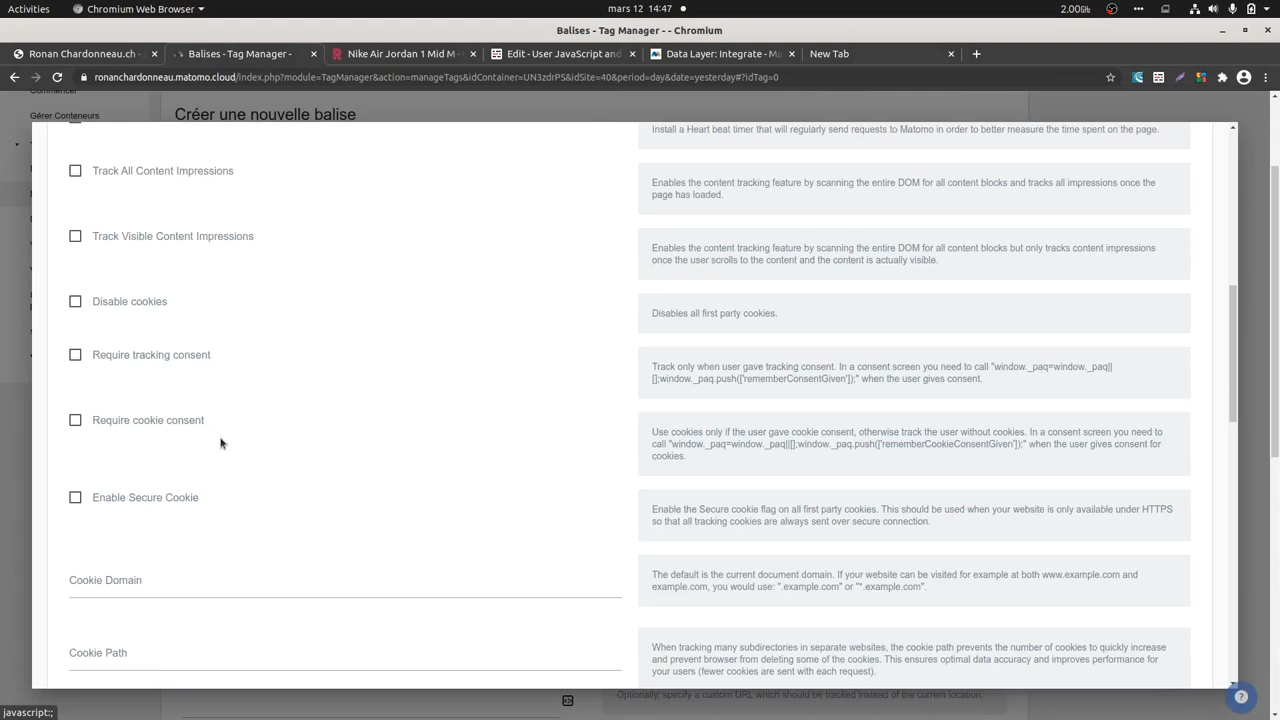 Activities
Chromium Web Browser
mars 12 14:47
2.00
Balises - Tag Manager - - Chromium
Ronan Chardonneau.ch -
Balises - Tag Manager -
Nike Air Jordan 1 Mid M -
Edit - User JavaScript and
Data Layer: Integrate - Ma
New Tab
ronanchardonneau.matomo.cloud/index.php?module=TagManager&action=manageTags&idContainer=UN3zdrPS&idSite=40&period=day&date=yesterday#?idTag=0
Commencer
Gérer Conteneurs
Créer une nouvelle balise
Install a Heart beat timer that will regularly send requests to Matomo in order to better measure the time spent on the page.
Track All Content Impressions
Enables the content tracking feature by scanning the entire DOM for all content blocks and tracks all impressions once the
page has loaded.
Track Visible Content Impressions
Enables the content tracking feature by scanning the entire DOM for all content blocks but only tracks content impressions
once the user scrolls to the content and the content is actually visible.
Disable cookies
Disables all first party cookies.
Require tracking consent
Track only when user gave tracking consent. In a consent screen you need to call "window._paq=window._paq||
[];window._paq.push(['rememberConsentGiven']);" when the user gives consent.
Require cookie consent
Use cookies only if the user gave cookie consent, otherwise track the user without cookies. In a consent screen you need to
call "window._paq=window._paq||[];window._paq.push(['rememberCookieConsentGiven']);" when the user gives consent for
cookies.
Enable Secure Cookie
Enable the Secure cookie flag on all first party cookies. This should be used when your website is only available under HTTPS
so that all tracking cookies are always sent over secure connection.
Cookie Domain
The default is the current document domain. If your website can be visited for example at both www.example.com and
example.com, you would use: ".example.com" or "*.example.com".
Cookie Path
When tracking many subdirectories in separate websites, the cookie path prevents the number of cookies to quickly increase
and prevent browser from deleting some of the cookies. This ensures optimal data accuracy and improves performance for
your users (fewer cookies are sent with each request).
Optionally, specify a custom URL which should be tracked instead of the current location.
javascript:;
?